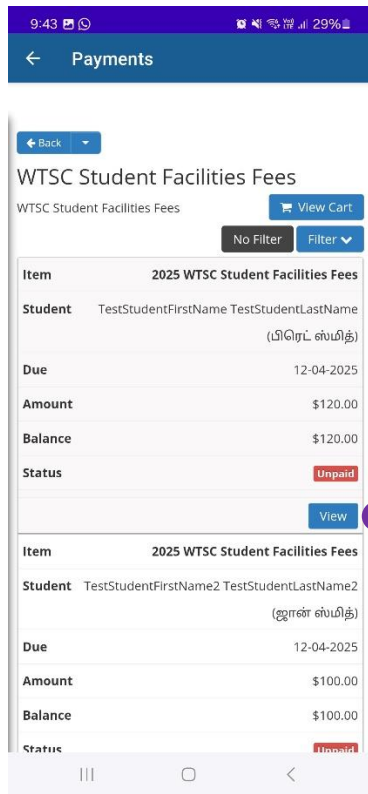 9:43 29%
Payments
Back
WTSC Student Facilities Fees
WTSC Student Facilities Fees View Cart
No Filter Filter
Item 2025 WTSC Student Facilities Fees
Student TestStudentFirstName TestStudentLastName
(பிரெட் ஸ்மித்)
Due 12-04-2025
Amount $120.00
Balance $120.00
Status Unpaid
View
Item 2025 WTSC Student Facilities Fees
Student TestStudentFirstName2 TestStudentLastName2
(ஜான் ஸ்மித்)
Due 12-04-2025
Amount $100.00
Balance $100.00
Status Unpaid